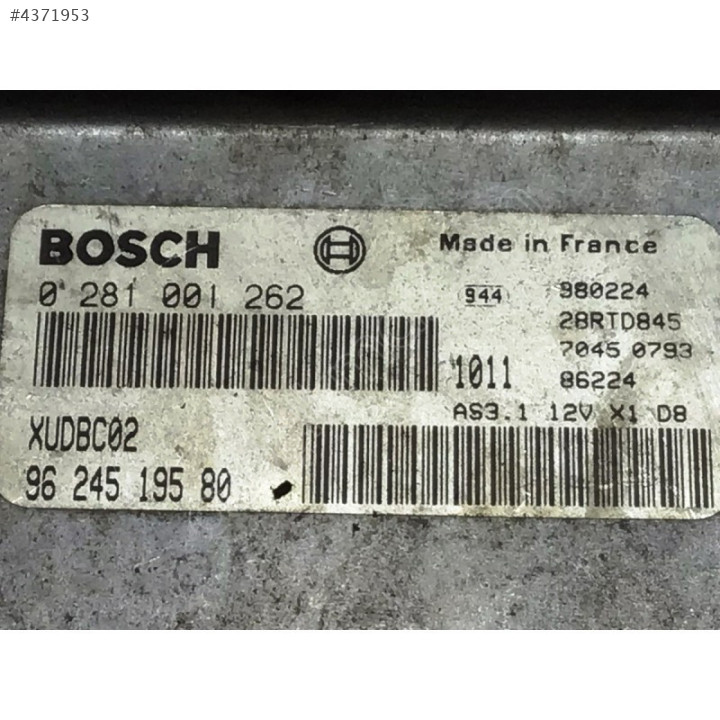 #4371953
BOSCH
Made in France
0 281 001 262
944
980224
28RTD845
7045 0793
1011
86224
AS3.1 12V X1 D8
XUDBC02
96 245 195 80